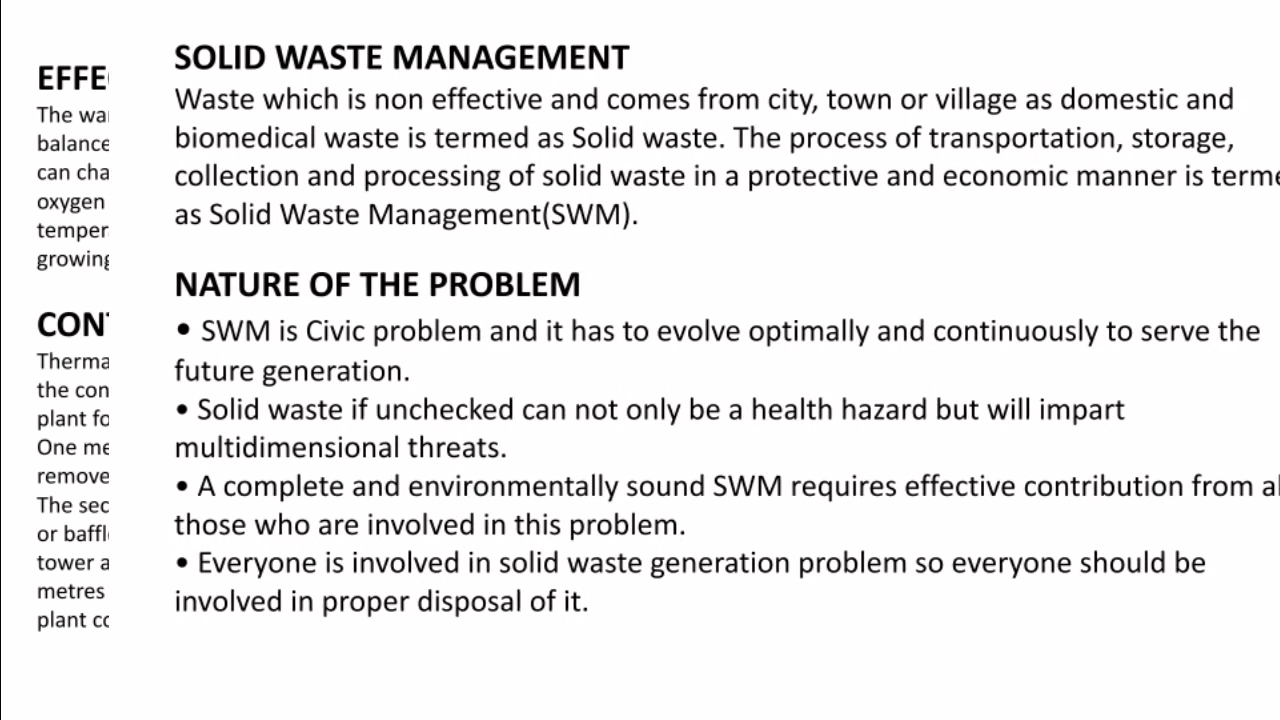 EFFE
The wa
balance
can cha
oxygen
temper
growing
CON
Therma
the con
plant fo
One me
remove
The sec
or baffl
tower a
metres
plant co
SOLID WASTE MANAGEMENT
Waste which is non effective and comes from city, town or village as domestic and
biomedical waste is termed as Solid waste. The process of transportation, storage,
collection and processing of solid waste in a protective and economic manner is terme
as Solid Waste Management(SWM).
NATURE OF THE PROBLEM
• SWM is Civic problem and it has to evolve optimally and continuously to serve the
future generation.
• Solid waste if unchecked can not only be a health hazard but will impart
multidimensional threats.
• A complete and environmentally sound SWM requires effective contribution from al
those who are involved in this problem.
• Everyone is involved in solid waste generation problem so everyone should be
involved in proper disposal of it.